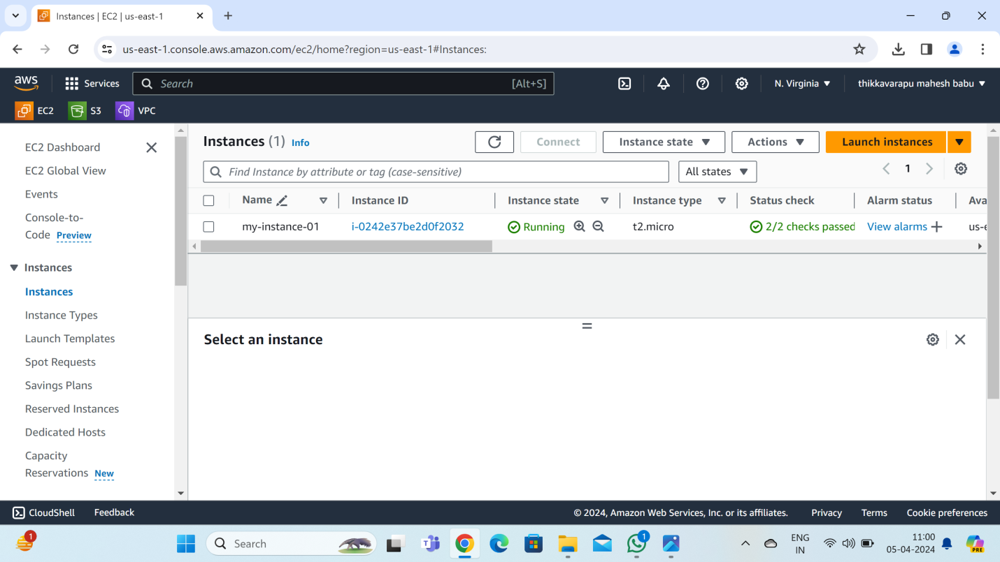 Instances | EC2 | us-east-1
us-east-1.console.aws.amazon.com/ec2/home?region=us-east-1#Instances:
aws Services Search [Alt+S] N. Virginia thikkavarapu mahesh babu
EC2 S3 VPC
EC2 Dashboard
EC2 Global View
Events
Console-to-
Code Preview
Instances
Instances
Instance Types
Launch Templates
Spot Requests
Savings Plans
Reserved Instances
Dedicated Hosts
Capacity
Reservations New
Instances (1) Info Connect Instance state Actions Launch instances
Find Instance by attribute or tag (case-sensitive) All states 1
Name Instance ID Instance state Instance type Status check Alarm status Ava
my-instance-01 i-0242e37be2d0f2032 Running t2.micro 2/2 checks passed View alarms + us-e
Select an instance
CloudShell Feedback © 2024, Amazon Web Services, Inc. or its affiliates. Privacy Terms Cookie preferences
1 Search T 1 ENG 11:00 PRE
IN 05-04-2024